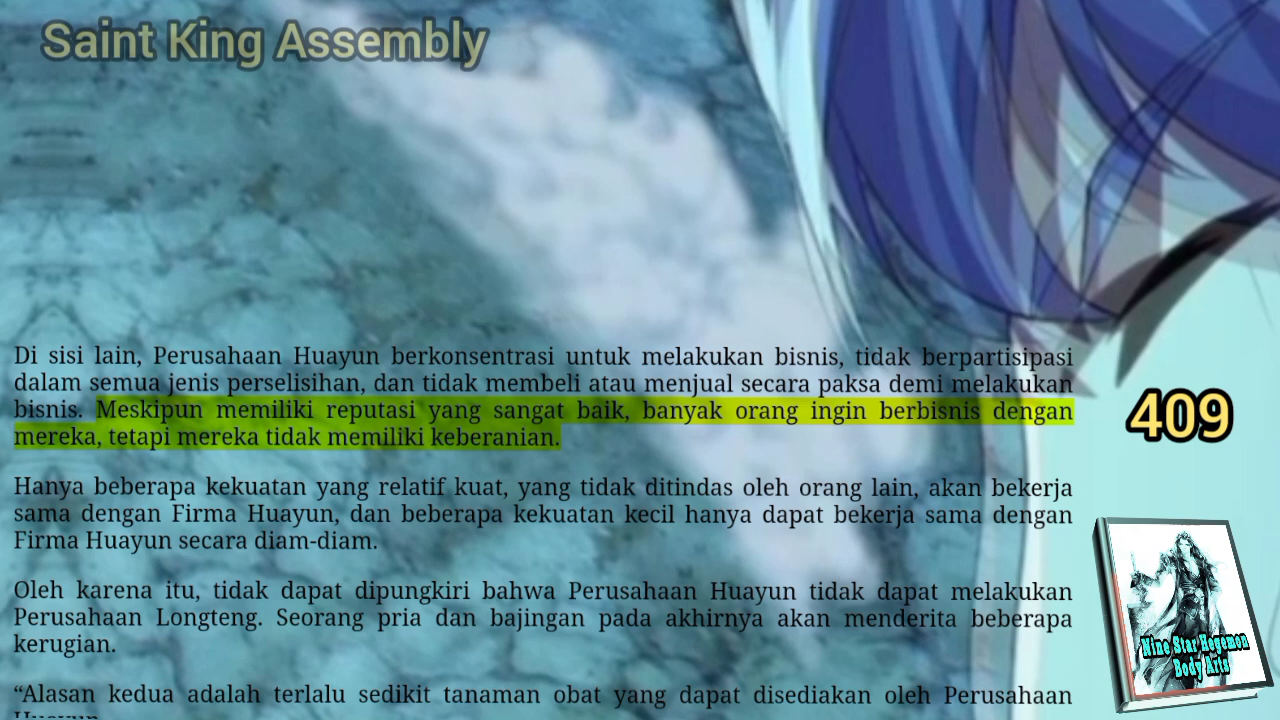 Saint King Assembly
Di sisi lain, Perusahaan Huayun berkonsentrasi untuk melakukan bisnis, tidak berpartisipasi
dalam semua jenis perselisihan, dan tidak membeli atau menjual secara paksa demi melakukan
bisnis. Meskipun memiliki reputasi yang sangat baik, banyak orang ingin berbisnis dengan
mereka, tetapi mereka tidak memiliki keberanian.
409
Hanya beberapa kekuatan yang relatif kuat, yang tidak ditindas oleh orang lain, akan bekerja
sama dengan Firma Huayun, dan beberapa kekuatan kecil hanya dapat bekerja sama dengan
Firma Huayun secara diam-diam.
Oleh karena itu, tidak dapat dipungkiri bahwa Perusahaan Huayun tidak dapat melakukan
Perusahaan Longteng. Seorang pria dan bajingan pada akhirnya akan menderita beberapa
kerugian.
“Alasan kedua adalah terlalu sedikit tanaman obat yang dapat disediakan oleh Perusahaan
Nine Star Hegemon
Body Arts